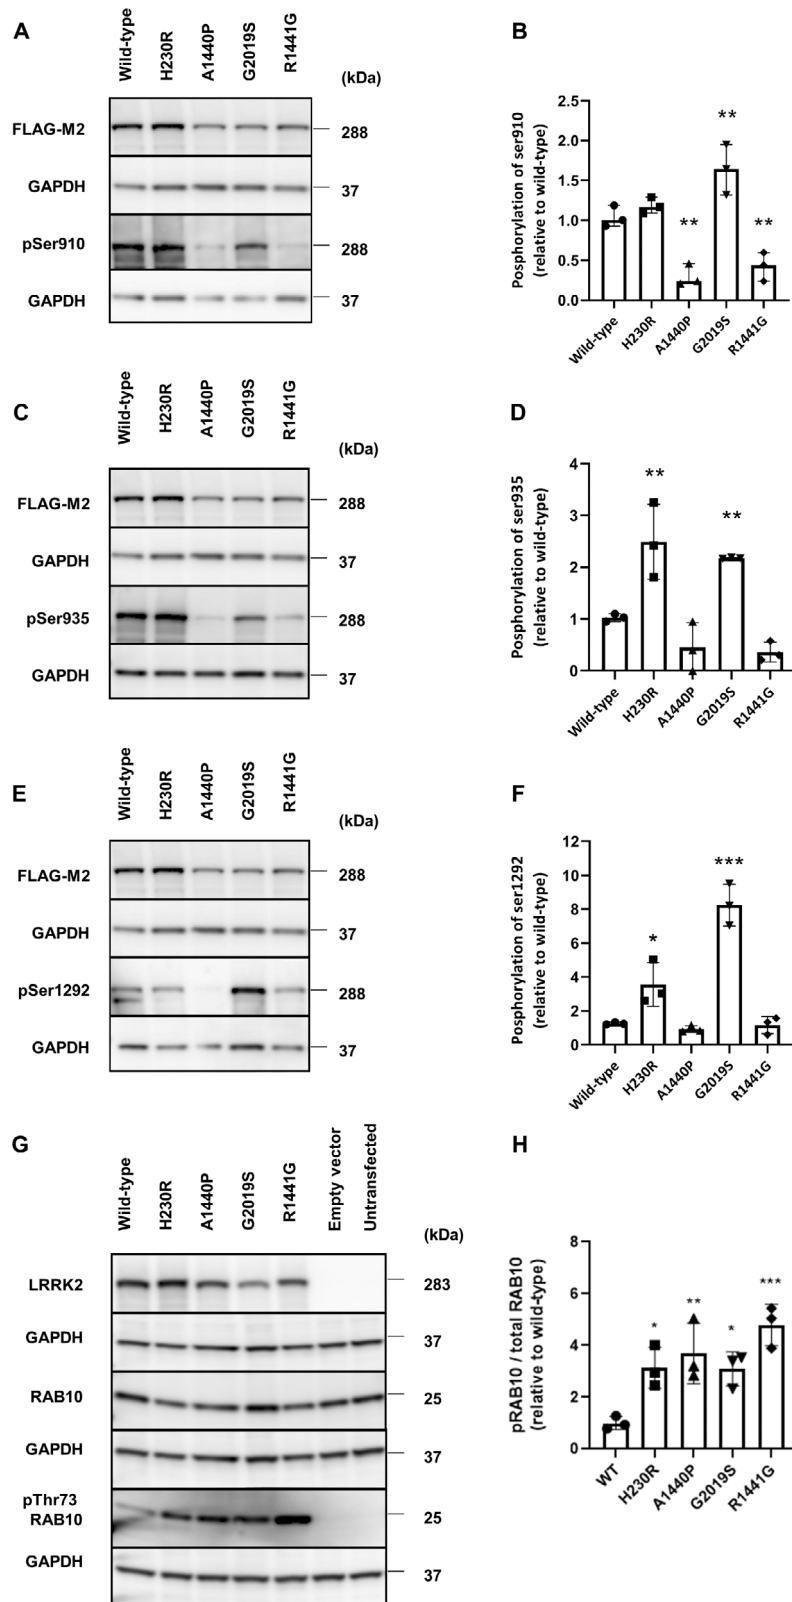 A
Wild-type
H230R
A1440P
G2019S
R1441G
(kDa)
FLAG-M2
288
GAPDH
37
pSer910
288
GAPDH
37
B
Posphorylation of ser910
(relative to wild-type)
2.5
2.0
1.5
1.0
0.5
0.0
**
**
**
Wild-type
H230R
A1440P
G2019S
R1441G
C
Wild-type
H230R
A1440P
G2019S
R1441G
(kDa)
FLAG-M2
288
GAPDH
37
pSer935
288
GAPDH
37
D
Posphorylation of ser935
(relative to wild-type)
4
3
2
1
0
**
**
Wild-type
H230R
A1440P
G2019S
R1441G
E
Wild-type
H230R
A1440P
G2019S
R1441G
(kDa)
FLAG-M2
288
GAPDH
37
pSer1292
288
GAPDH
37
F
Posphorylation of ser1292
(relative to wild-type)
12
10
8
6
4
2
0
*
***
Wild-type
H230R
A1440P
G2019S
R1441G
G
Wild-type
H230R
A1440P
G2019S
R1441G
Empty vector
Untransfected
(kDa)
LRRK2
283
GAPDH
37
RAB10
25
GAPDH
37
pThr73
RAB10
25
GAPDH
37
H
pRAB10 / total RAB10
(relative to wild-type)
8
6
4
2
0
*
**
*
***
WT
H230R
A1440P
G2019S
R1441G